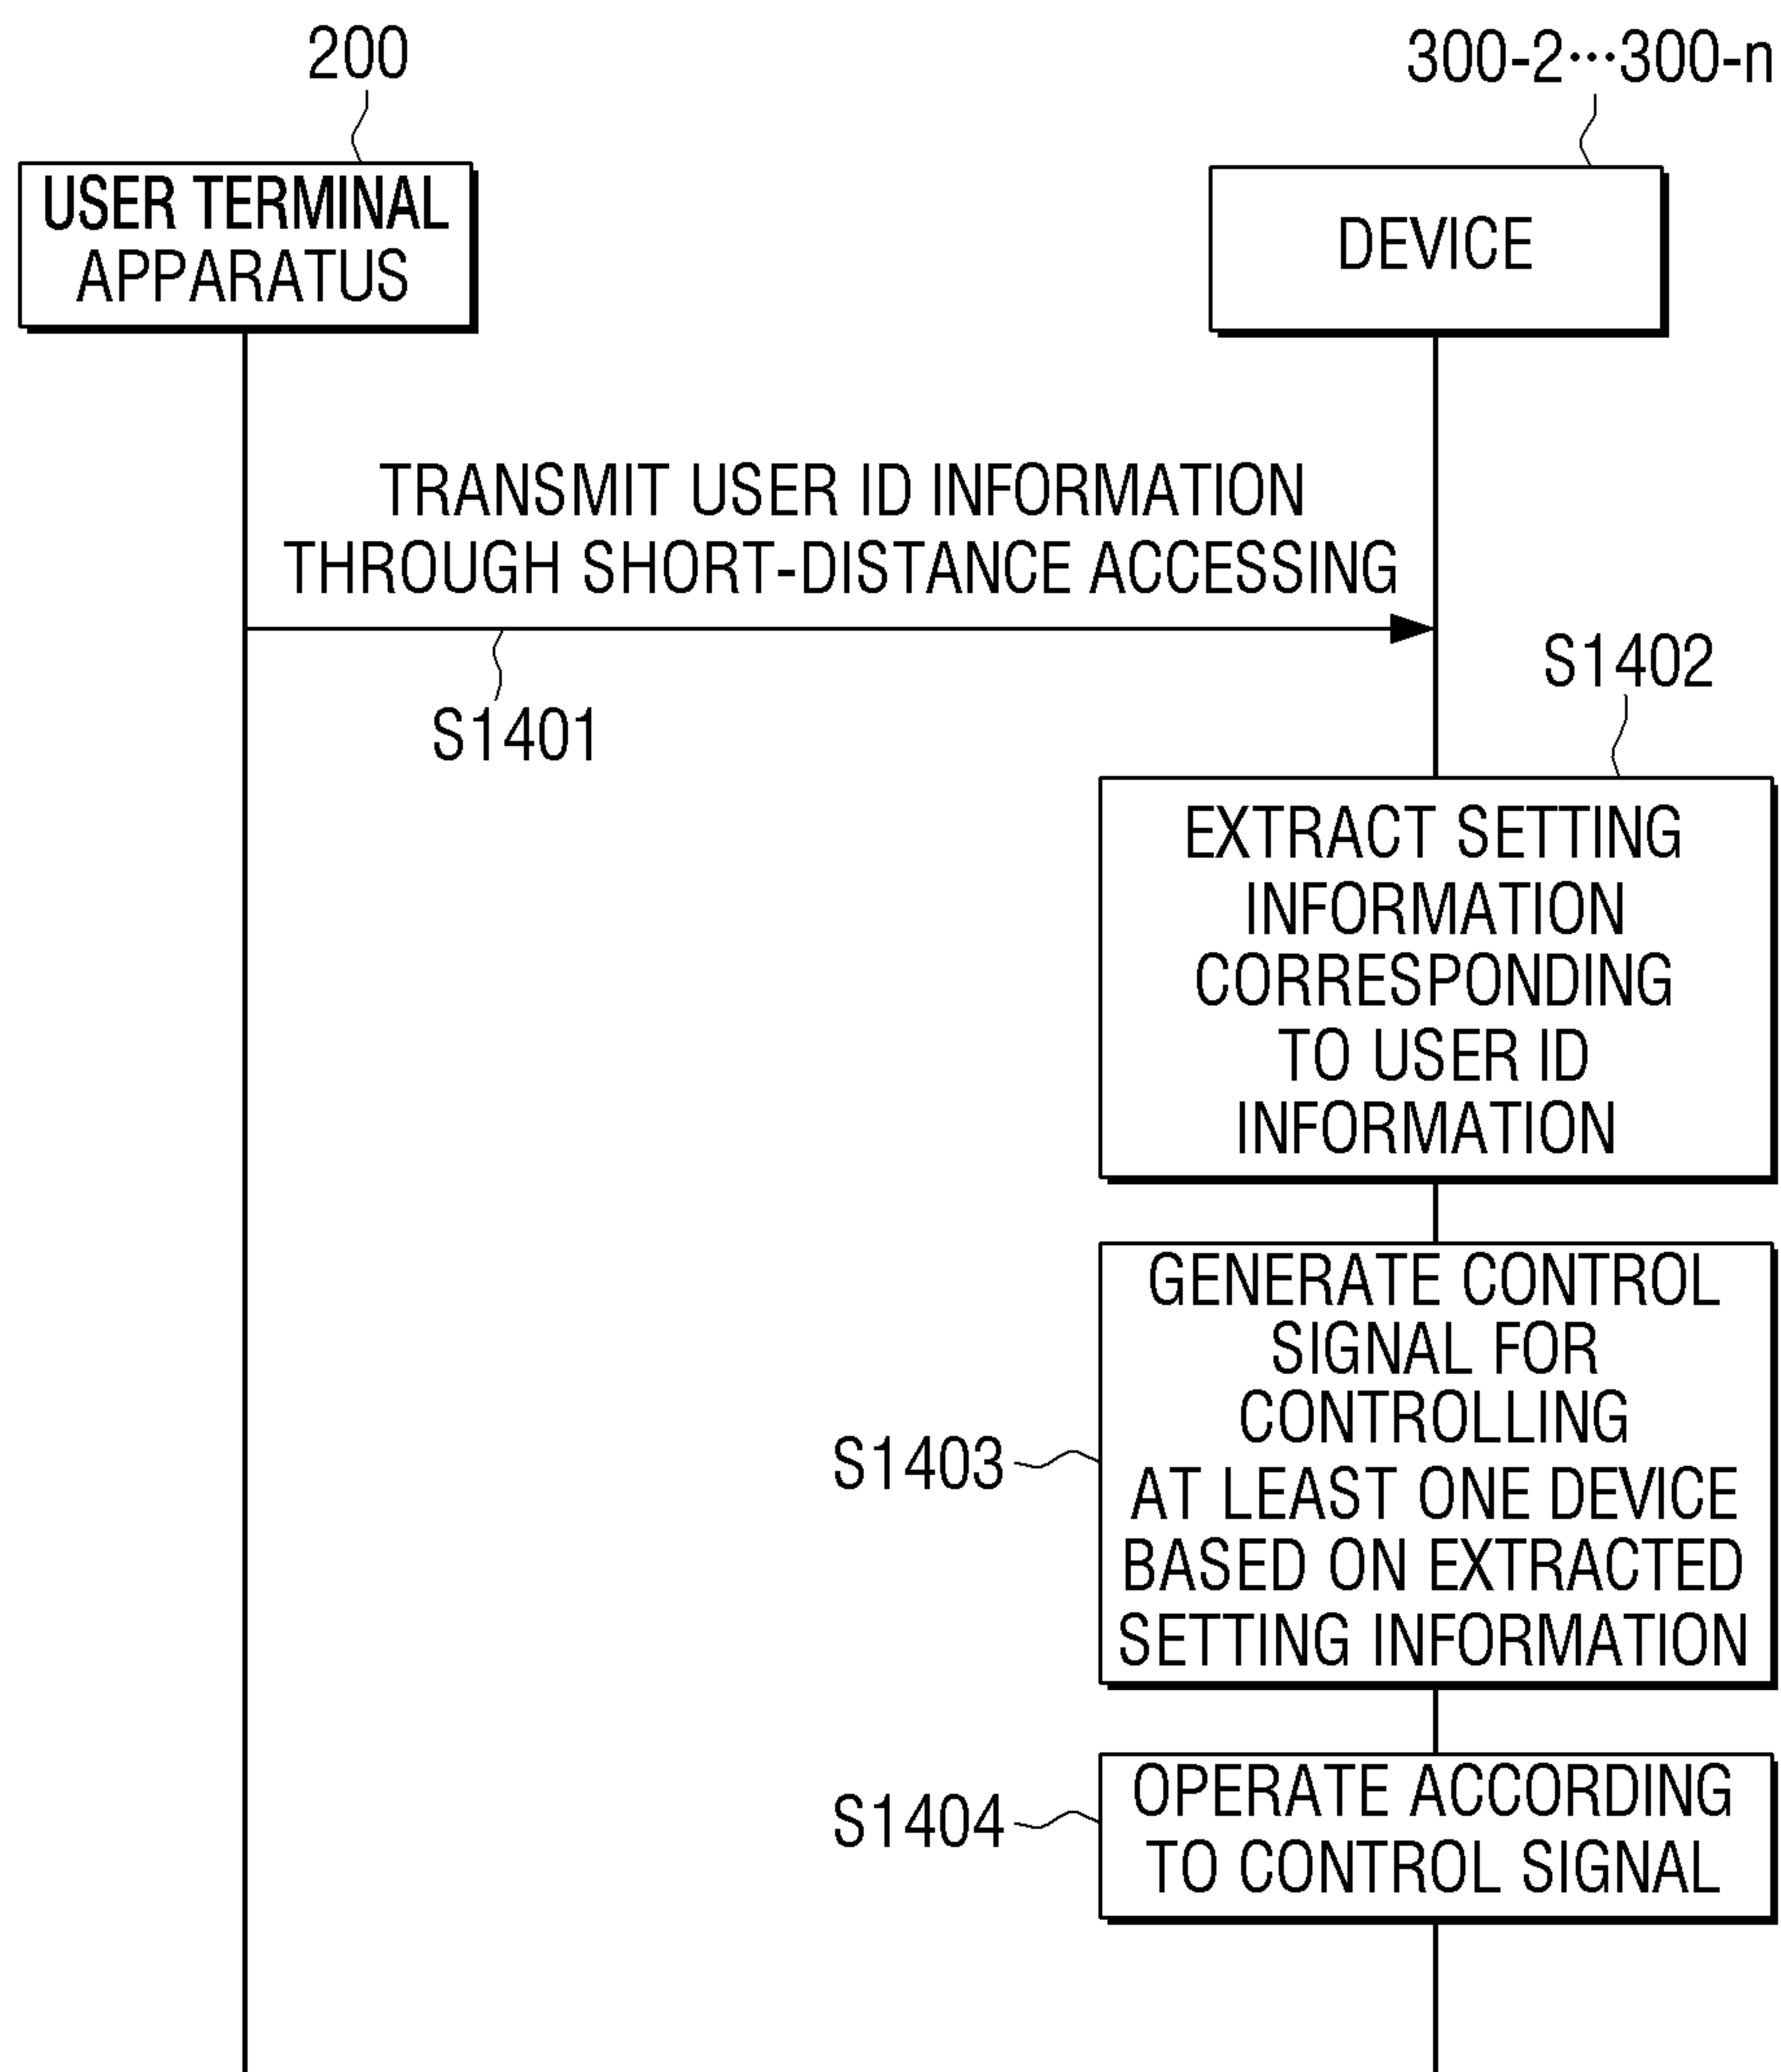 200
300-2···300-n
USER TERMINAL
APPARATUS
DEVICE
TRANSMIT USER ID INFORMATION
THROUGH SHORT-DISTANCE ACCESSING
S1401
S1402
EXTRACT SETTING
INFORMATION
CORRESPONDING
TO USER ID
INFORMATION
S1403
GENERATE CONTROL
SIGNAL FOR
CONTROLLING
AT LEAST ONE DEVICE
BASED ON EXTRACTED
SETTING INFORMATION
S1404
OPERATE ACCORDING
TO CONTROL SIGNAL